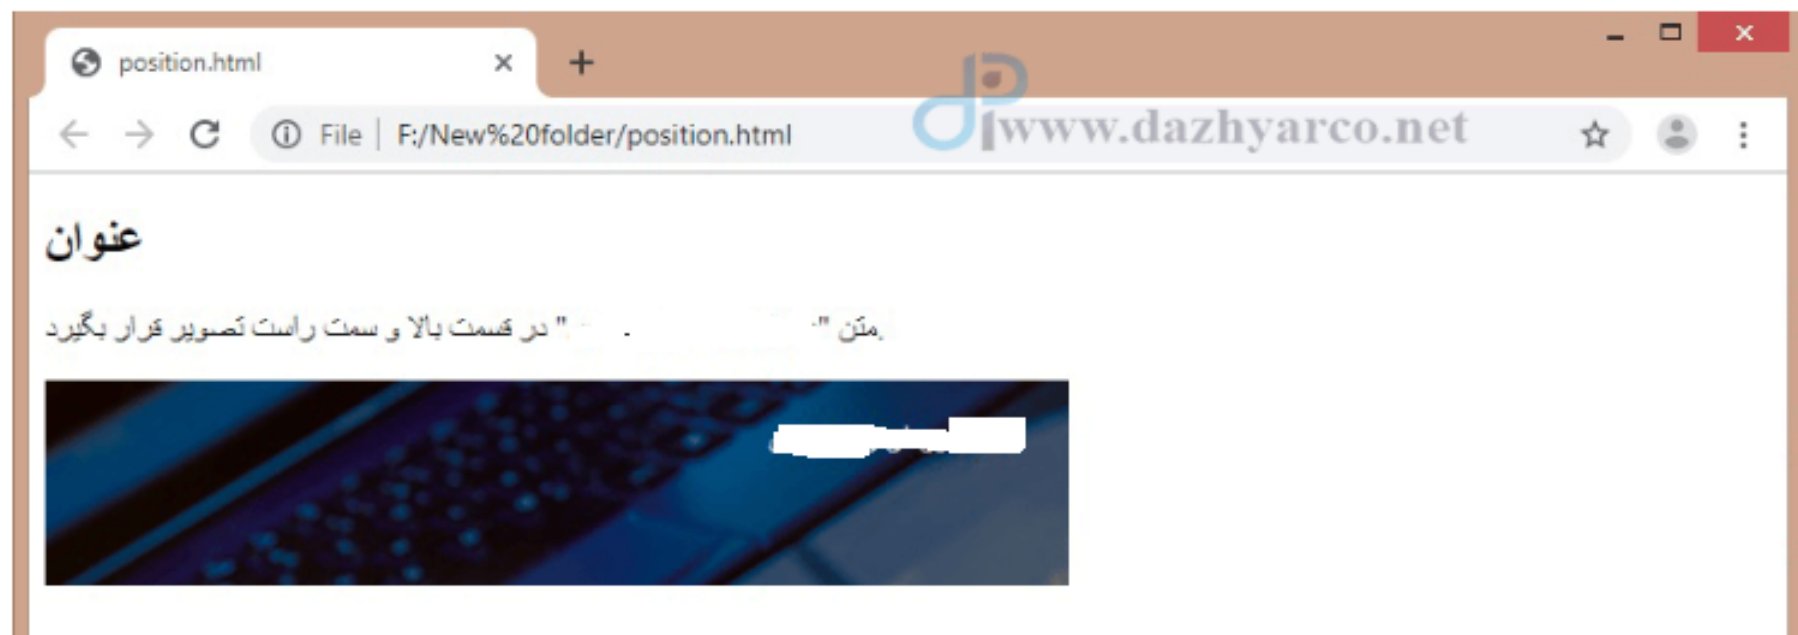 position.html
www.dazhyarco.net
File F:/New%20folder/position.html
عنوان
.متن " " در قسمت بالا و سمت راست تصویر قرار بگیرد